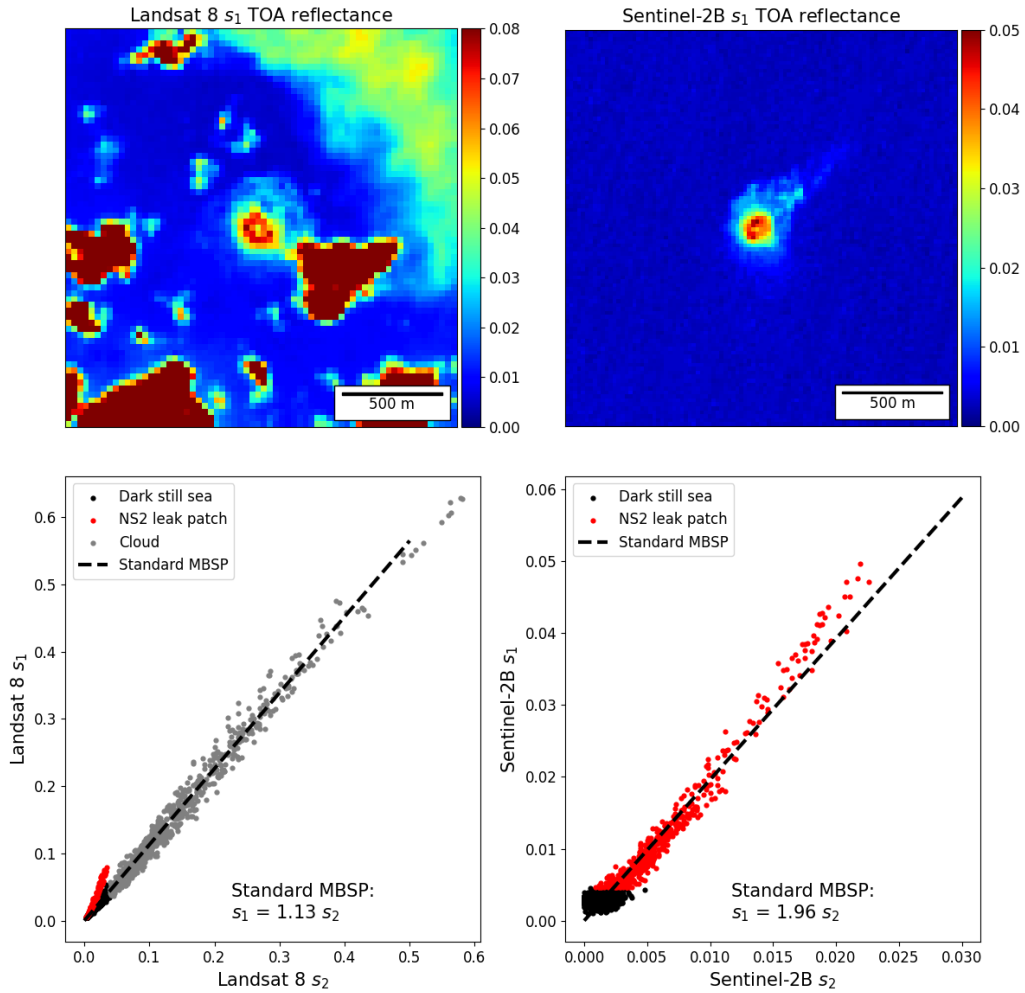 Landsat 8 s₁ TOA reflectance
0.08
0.07
0.06
0.05
0.04
0.03
0.02
0.01
0.00
500 m
Sentinel-2B s₁ TOA reflectance
0.05
0.04
0.03
0.02
0.01
0.00
500 m
Dark still sea
NS2 leak patch
Cloud
Standard MBSP
Landsat 8 s₁
0.6
0.5
0.4
0.3
0.2
0.1
0.0
Standard MBSP:
s₁ = 1.13 s₂
0.0 0.1 0.2 0.3 0.4 0.5 0.6
Landsat 8 s₂
Dark still sea
NS2 leak patch
Standard MBSP
Sentinel-2B s₁
0.06
0.05
0.04
0.03
0.02
0.01
0.00
Standard MBSP:
s₁ = 1.96 s₂
0.000 0.005 0.010 0.015 0.020 0.025 0.030
Sentinel-2B s₂